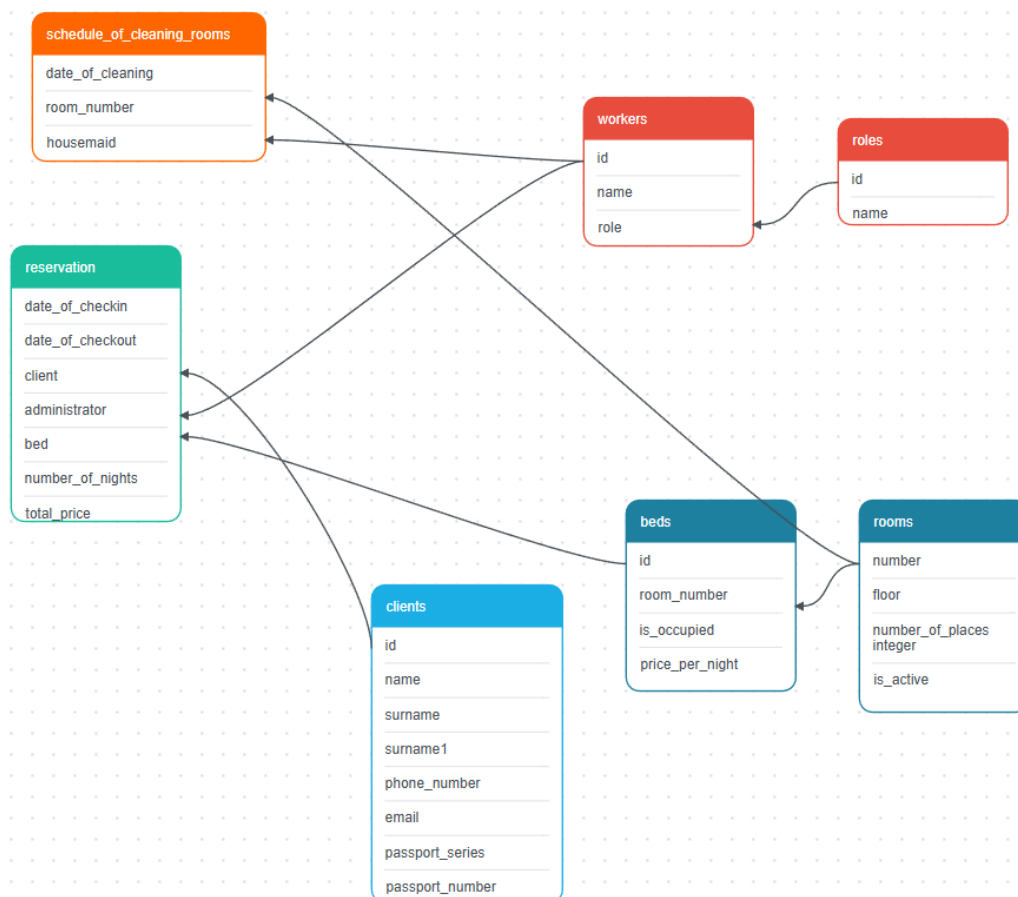 schedule_of_cleaning_rooms
date_of_cleaning
room_number
housemaid
workers
id
name
role
roles
id
name
reservation
date_of_checkin
date_of_checkout
client
administrator
bed
number_of_nights
total_price
beds
id
room_number
is_occupied
price_per_night
rooms
number
floor
number_of_places
integer
is_active
clients
id
name
surname
surname1
phone_number
email
passport_series
passport_number